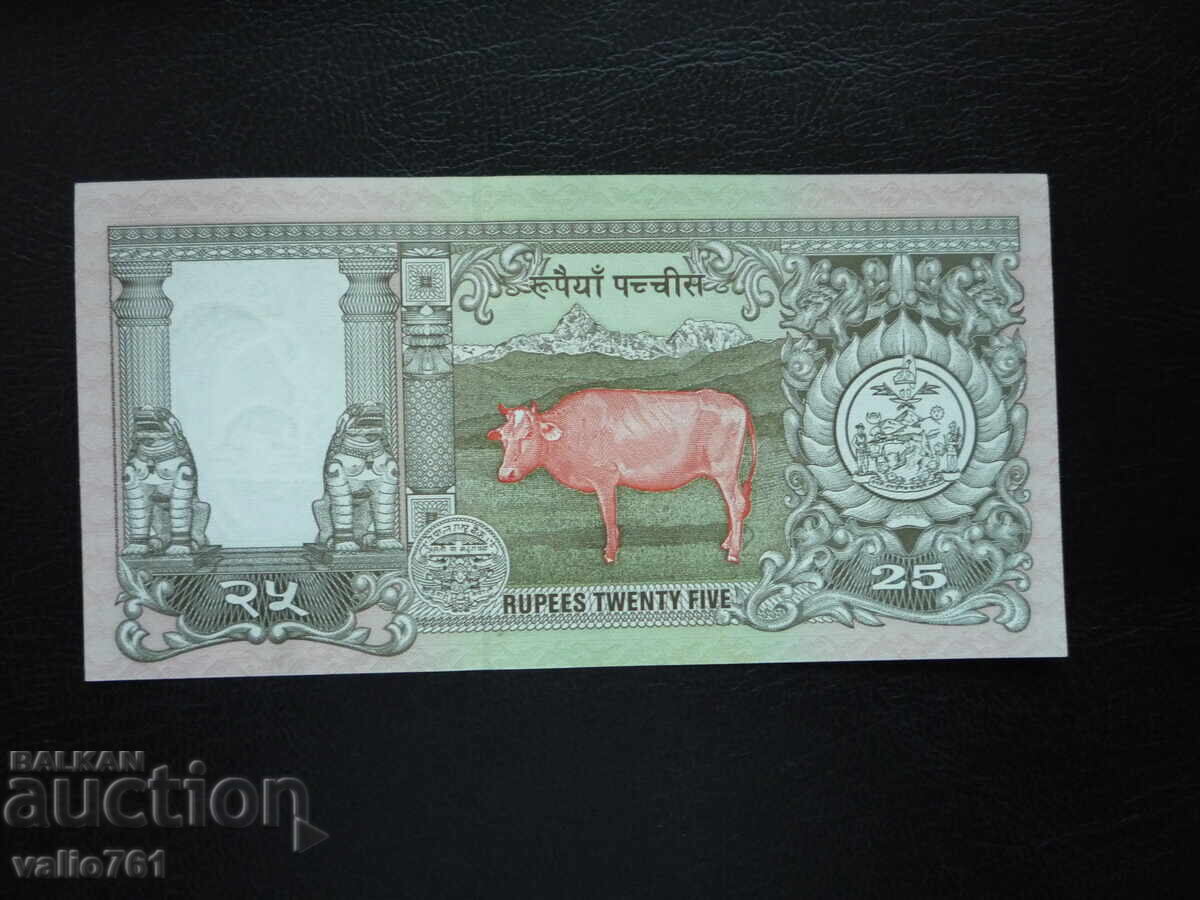 रूपैयाँ पच्चीस
२५
RUPEES TWENTY FIVE
25
BALKAN
auction
valio761